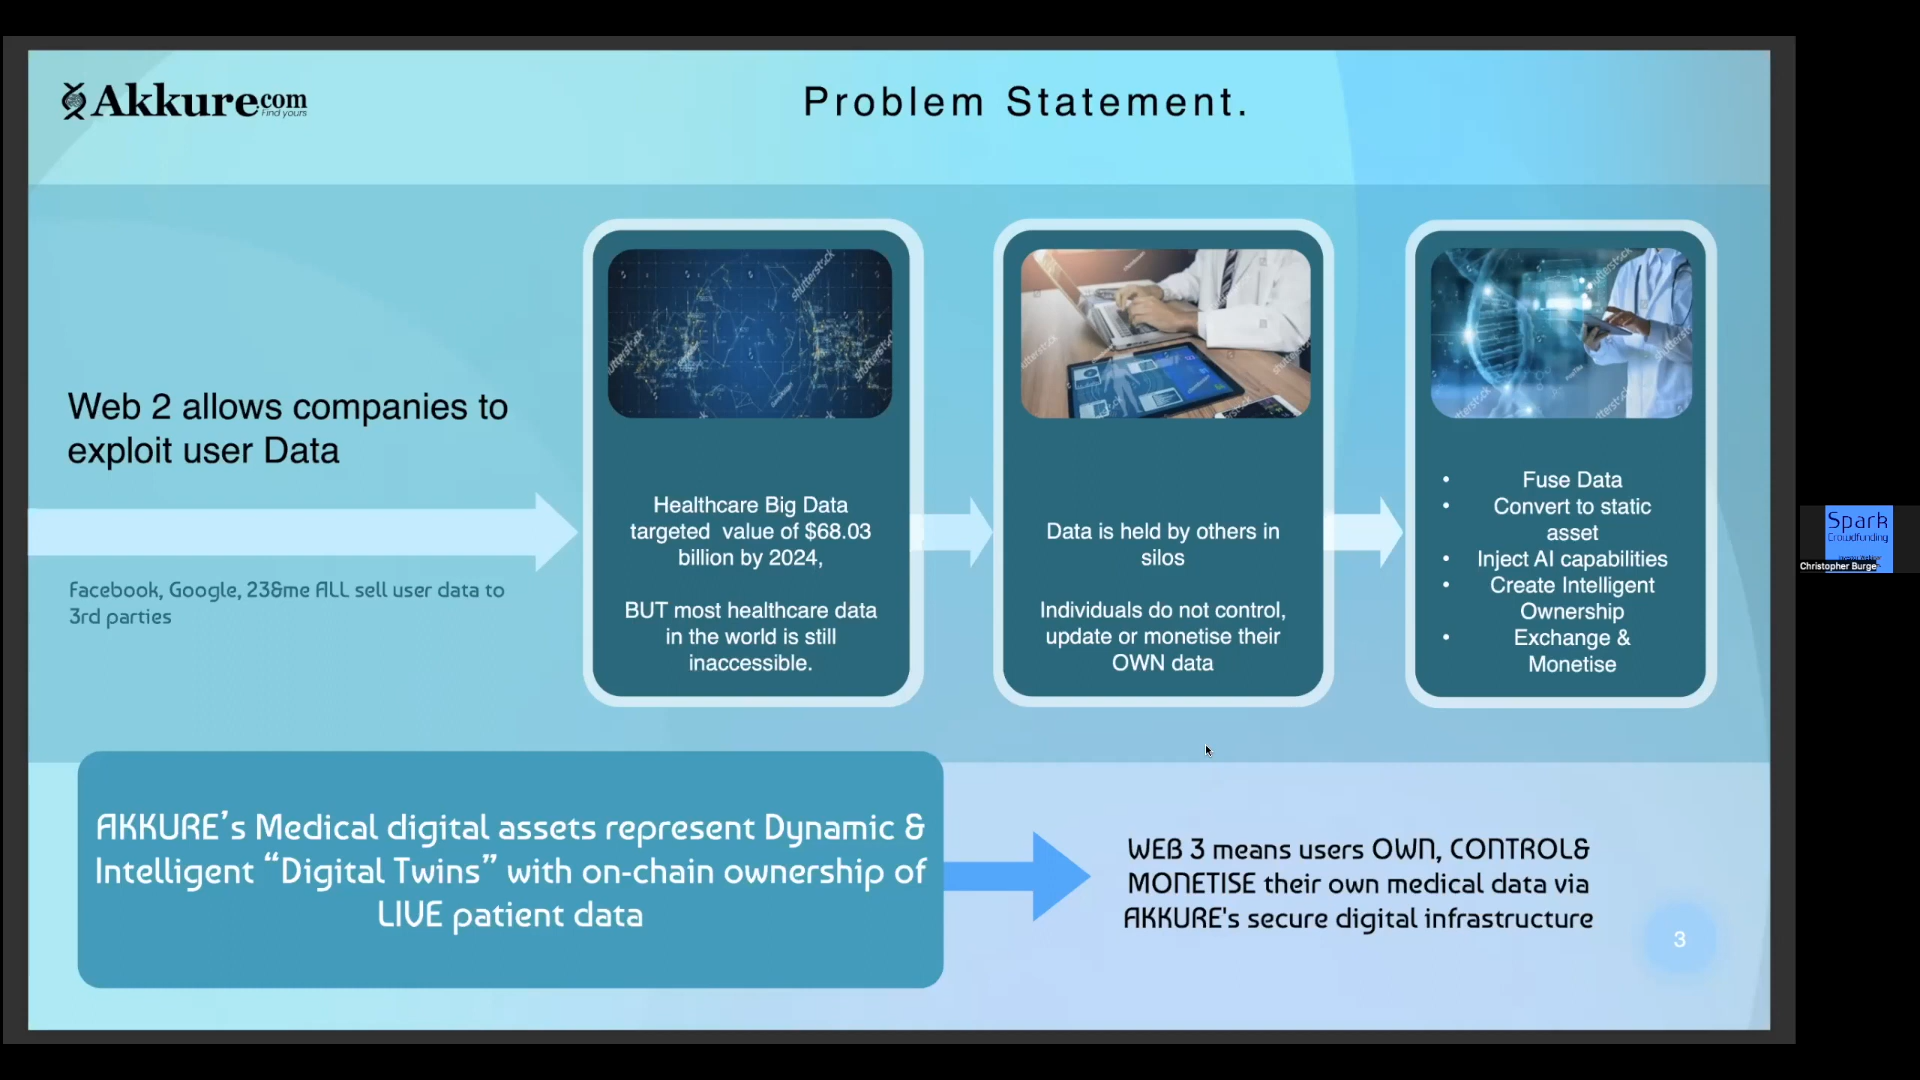 Akkure.com
Find yours
Problem Statement.
Web 2 allows companies to
exploit user Data
Facebook, Google, 23&me ALL sell user data to
3rd parties
shutterstock
shutterstock
shutterstock
Healthcare Big Data
targeted  value of $68.03
billion by 2024,
BUT most healthcare data
in the world is still
inaccessible.
Data is held by others in
silos
Individuals do not control,
update or monetise their
OWN data
• Fuse Data
• Convert to static
asset
• Inject AI capabilities
• Create Intelligent
Ownership
• Exchange &
Monetise
AKKURE’s Medical digital assets represent Dynamic &
Intelligent “Digital Twins” with on-chain ownership of
LIVE patient data
WEB 3 means users OWN, CONTROL&
MONETISE their own medical data via
AKKURE's secure digital infrastructure
3
Spark
Crowdfunding
Christopher Burge